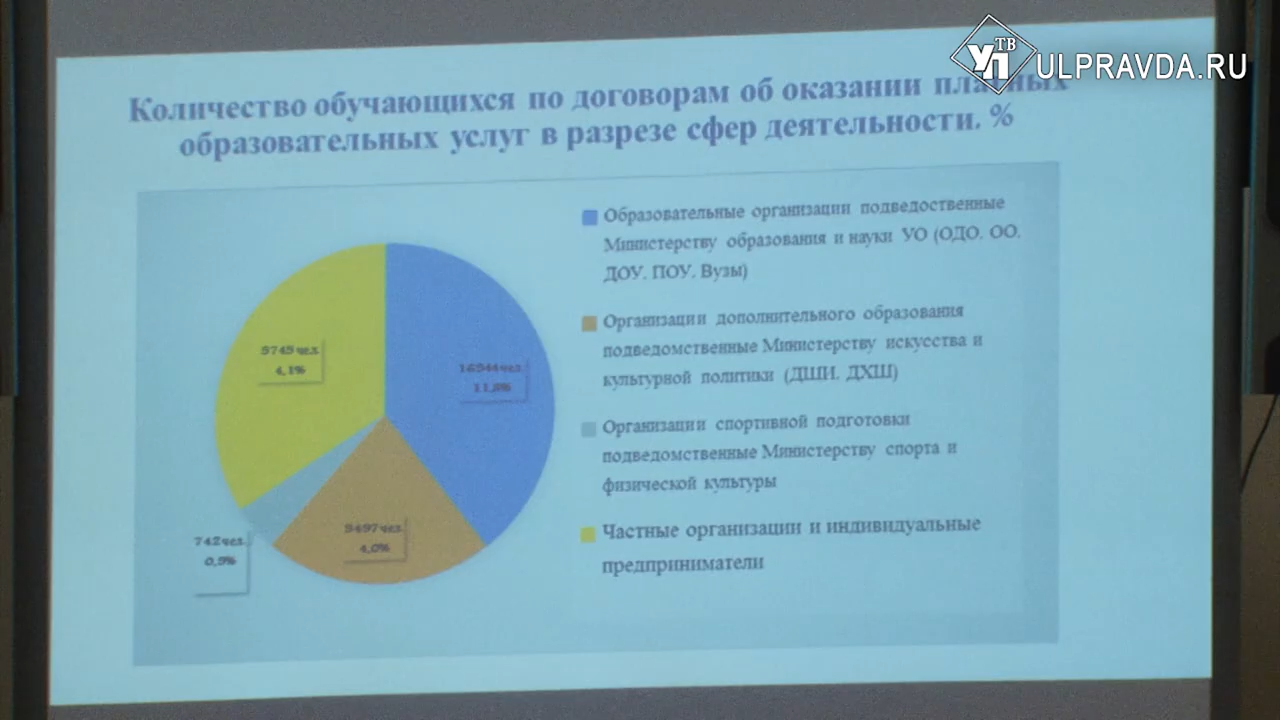 УП ТВ ULPRAVDA.RU
Количество обучающихся по договорам об оказании платных
образовательных услуг в разрезе сфер деятельности. %
Образовательные организации подведоственные
Министерству образования и науки УО (ОДО. ОО.
ДОУ. ПОУ. Вузы)
Организации дополнительного образования
подведомственные Министерству искусства и
культурной политики (ДШИ. ДХШ)
Организации спортивной подготовки
подведомственные Министерству спорта и
физической культуры
Частные организации и индивидуальные
предприниматели
9745 чел.
4,1%
16944 чел.
11,8%
9497 чел.
4,0%
742 чел.
0,9%